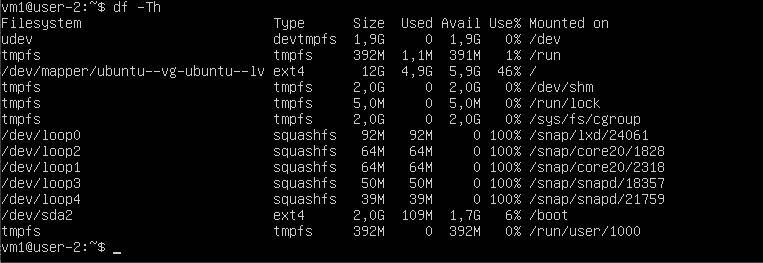 vm1@user-2:~$ df -Th
Filesystem                        Type      Size  Used Avail Use% Mounted on
udev                              devtmpfs  1,9G     0  1,9G   0% /dev
tmpfs                             tmpfs     392M  1,1M  391M   1% /run
/dev/mapper/ubuntu--vg-ubuntu--lv ext4       12G  4,9G  5,9G  46% /
tmpfs                             tmpfs     2,0G     0  2,0G   0% /dev/shm
tmpfs                             tmpfs     5,0M     0  5,0M   0% /run/lock
tmpfs                             tmpfs     2,0G     0  2,0G   0% /sys/fs/cgroup
/dev/loop0                        squashfs   92M   92M     0 100% /snap/lxd/24061
/dev/loop2                        squashfs   64M   64M     0 100% /snap/core20/1828
/dev/loop1                        squashfs   64M   64M     0 100% /snap/core20/2318
/dev/loop3                        squashfs   50M   50M     0 100% /snap/snapd/18357
/dev/loop4                        squashfs   39M   39M     0 100% /snap/snapd/21759
/dev/sda2                         ext4      2,0G  109M  1,7G   6% /boot
tmpfs                             tmpfs     392M     0  392M   0% /run/user/1000
vm1@user-2:~$ _